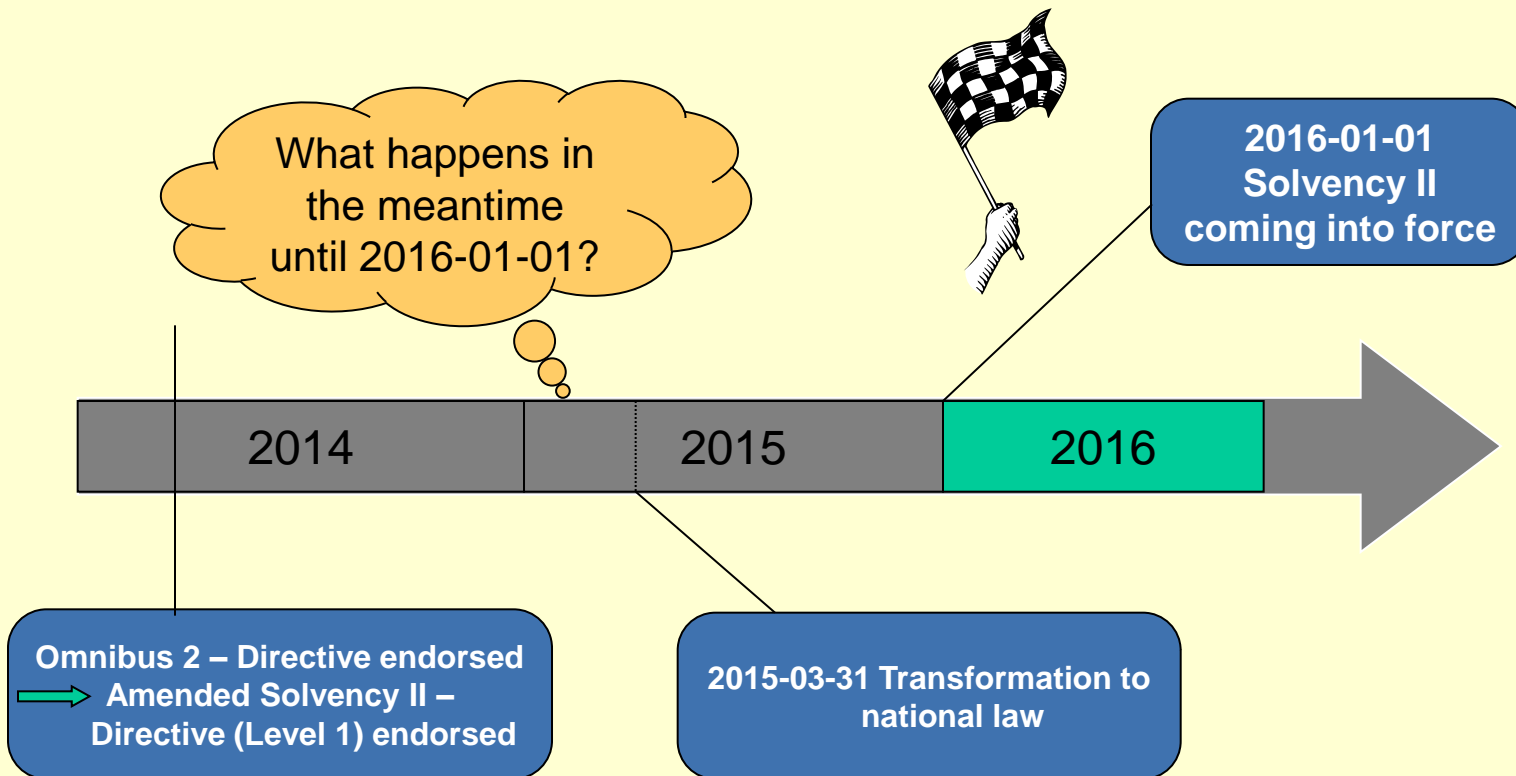 What happens in
the meantime
until 2016-01-01?
2016-01-01
Solvency II
coming into force
2014
2015
2016
Omnibus 2 – Directive endorsed
Amended Solvency II –
Directive (Level 1) endorsed
2015-03-31 Transformation to
national law